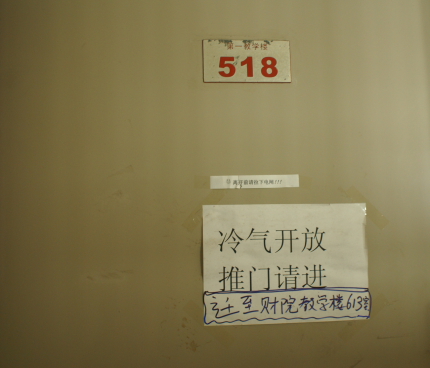 第一教学楼
518
冷气开放
推门请进
迁至财院教学楼613室